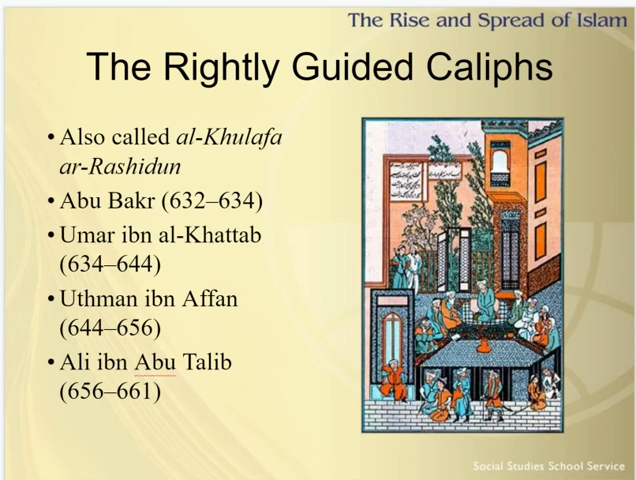 The Rise and Spread of Islam
The Rightly Guided Caliphs
• Also called al-Khulafa
ar-Rashidun
• Abu Bakr (632–634)
• Umar ibn al-Khattab
(634–644)
• Uthman ibn Affan
(644–656)
• Ali ibn Abu Talib
(656–661)
Social Studies School Service